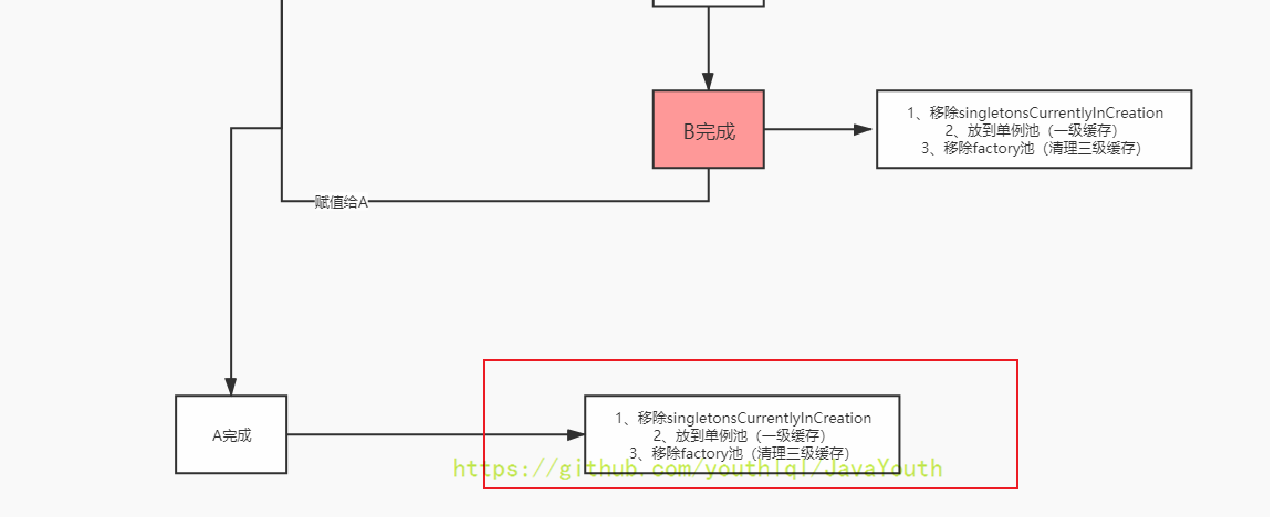 B完成
1、移除singletonsCurrentlyInCreation
2、放到单例池（一级缓存）
3、移除factory池（清理三级缓存）
赋值给A
A完成
1、移除singletonsCurrentlyInCreation
2、放到单例池（一级缓存）
3、移除factory池（清理三级缓存）
https://github.com/youthlql/JavaYouth